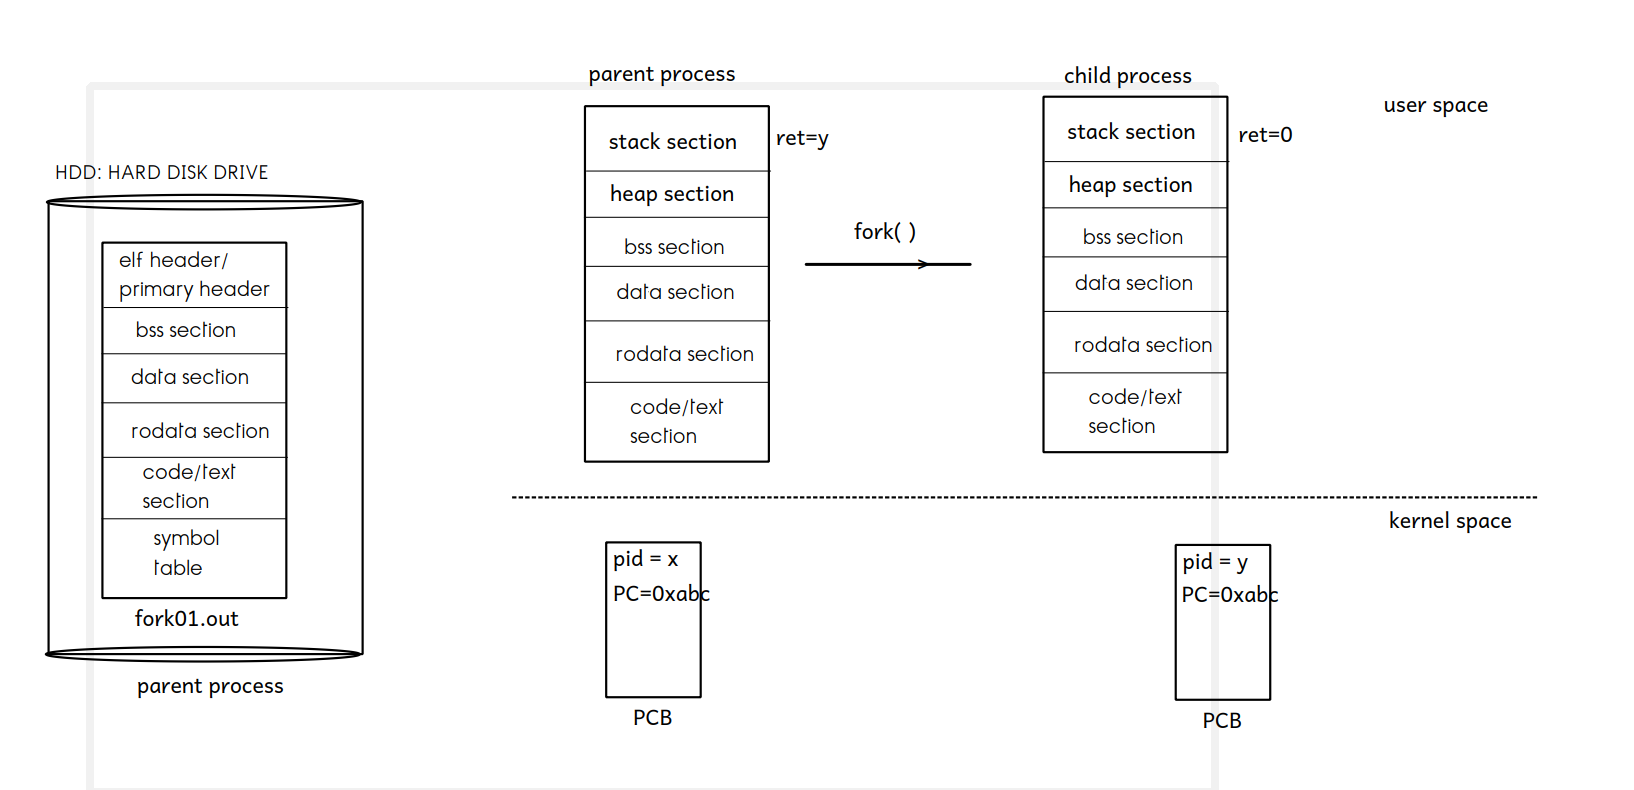 HDD: HARD DISK DRIVE
elf header/
primary header
bss section
data section
rodata section
code/text
section
symbol
table
fork01.out
parent process
parent process
stack section
ret=y
heap section
bss section
data section
rodata section
code/text
section
fork( )
child process
stack section
ret=0
heap section
bss section
data section
rodata section
code/text
section
user space
kernel space
pid = x
PC=0xabc
PCB
pid = y
PC=0xabc
PCB